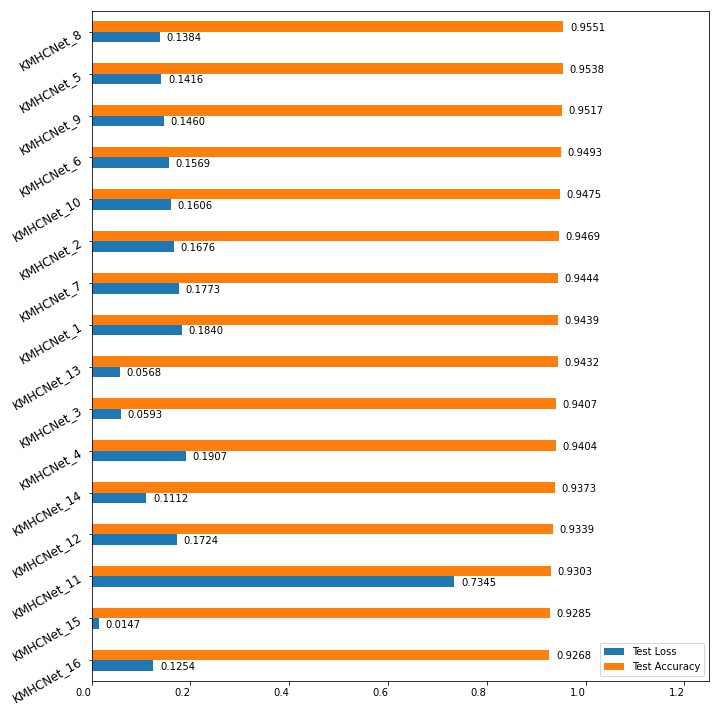 KMHCNet_8 0.9551
0.1384
KMHCNet_5 0.9538
0.1416
KMHCNet_9 0.9517
0.1460
KMHCNet_6 0.9493
0.1569
KMHCNet_10 0.9475
0.1606
KMHCNet_2 0.9469
0.1676
KMHCNet_7 0.9444
0.1773
KMHCNet_1 0.9439
0.1840
KMHCNet_13 0.9432
0.0568
KMHCNet_3 0.9407
0.0593
KMHCNet_4 0.9404
0.1907
KMHCNet_14 0.9373
0.1112
KMHCNet_12 0.9339
0.1724
KMHCNet_11 0.9303
0.7345
KMHCNet_15 0.9285
0.0147
KMHCNet_16 0.9268
0.1254
Test Loss
Test Accuracy
0.0 0.2 0.4 0.6 0.8 1.0 1.2